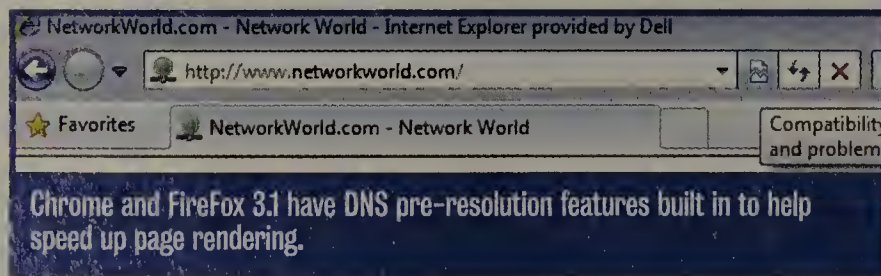 NetworkWorld.com - Network World - Internet Explorer provided by Dell
http://www.networkworld.com/
Favorites
NetworkWorld.com - Network World
Compatibility
and problem
Chrome and FireFox 3.1 have DNS pre-resolution features built in to help
speed up page rendering.